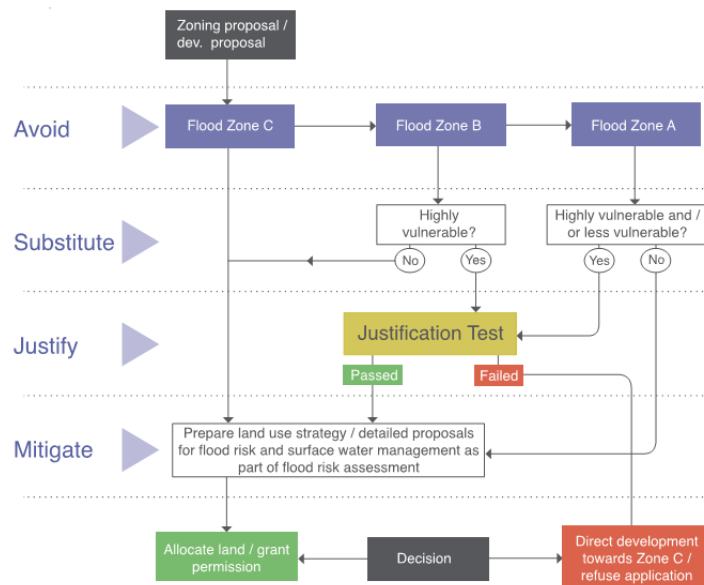 Zoning proposal /
dev. proposal
Avoid
Flood Zone C
Flood Zone B
Flood Zone A
Substitute
Highly
vulnerable?
Highly vulnerable and /
or less vulnerable?
No
Yes
Yes
No
Justify
Justification Test
Passed
Failed
Mitigate
Prepare land use strategy / detailed proposals
for flood risk and surface water management as
part of flood risk assessment
Allocate land / grant
permission
Decision
Direct development
towards Zone C /
refuse application